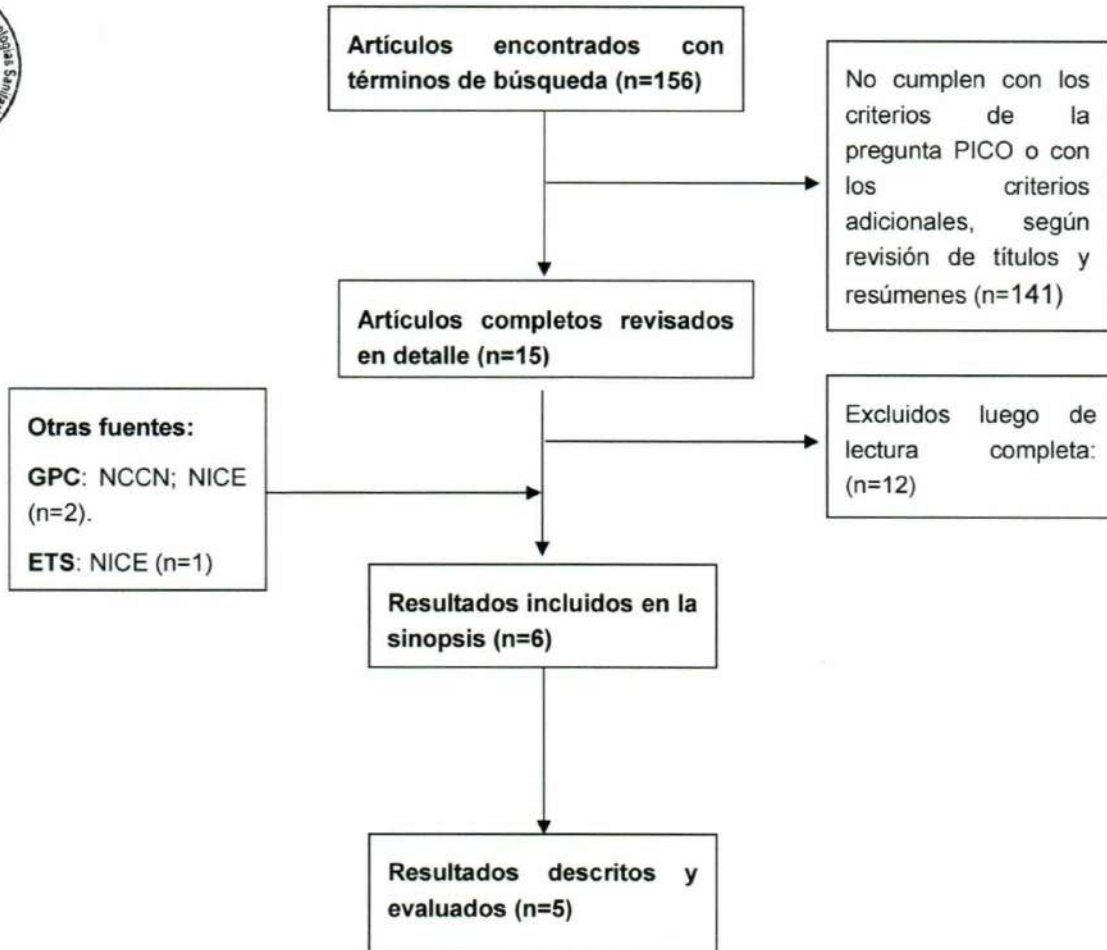 Artículos encontrados con
términos de búsqueda (n=156)
No cumplen con los
criterios de la
pregunta PICO o con
los criterios
adicionales, según
revisión de títulos y
resúmenes (n=141)
Artículos completos revisados
en detalle (n=15)
Excluidos luego de
lectura completa:
(n=12)
Otras fuentes:
GPC: NCCN; NICE
(n=2).
ETS: NICE (n=1)
Resultados incluidos en la
sinopsis (n=6)
Resultados descritos y
evaluados (n=5)